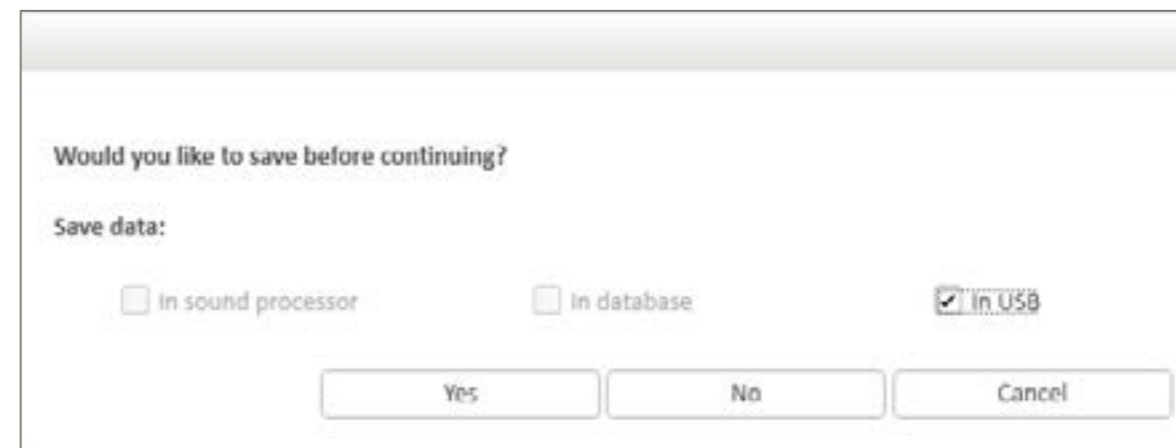 Would you like to save before continuing?
Save data:
In sound processor In database In USB
Yes No Cancel